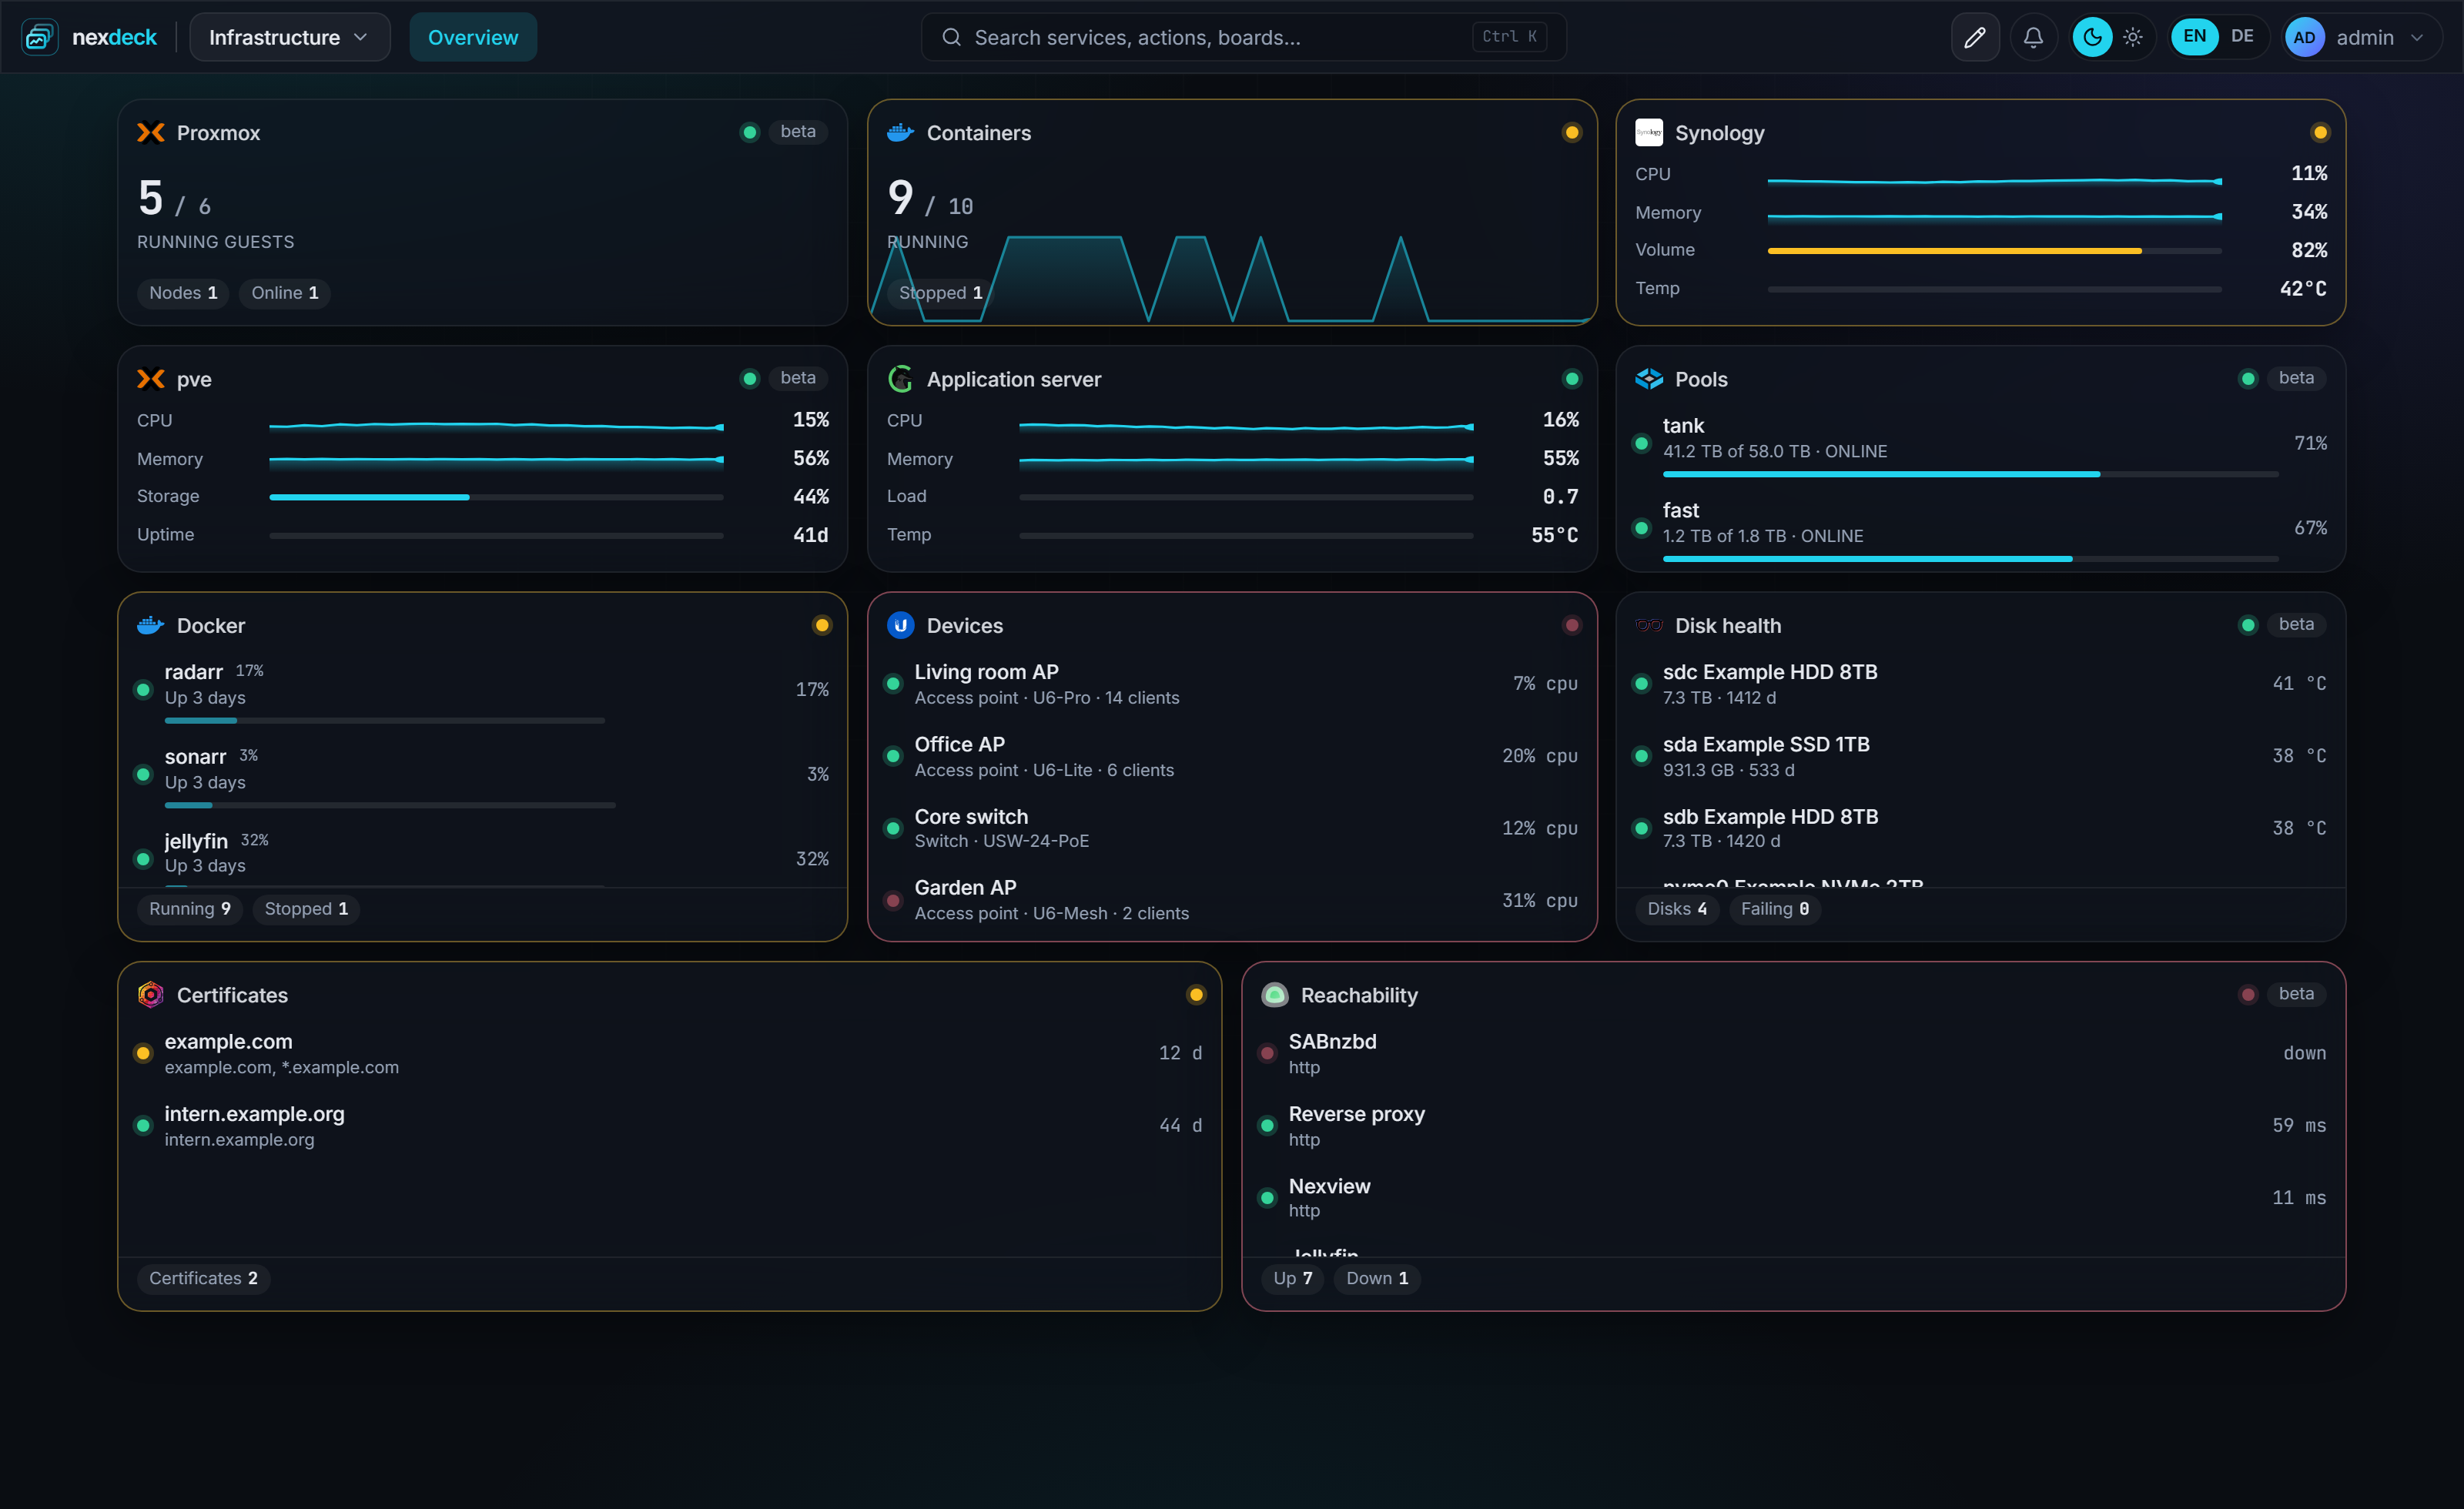 nexdeck
Infrastructure
Overview
Search services, actions, boards...
Ctrl K
EN
DE
AD
admin
Proxmox
beta
5 / 6
RUNNING GUESTS
Nodes 1
Online 1
Containers
9 / 10
RUNNING
Stopped 1
Synology
Synology
CPU 11%
Memory 34%
Volume 82%
Temp 42°C
pve
beta
CPU 15%
Memory 56%
Storage 44%
Uptime 41d
Application server
CPU 16%
Memory 55%
Load 0.7
Temp 55°C
Pools
beta
tank
41.2 TB of 58.0 TB · ONLINE
71%
fast
1.2 TB of 1.8 TB · ONLINE
67%
Docker
radarr 17%
Up 3 days
17%
sonarr 3%
Up 3 days
3%
jellyfin 32%
Up 3 days
32%
Running 9
Stopped 1
Devices
Living room AP
Access point · U6-Pro · 14 clients
7% cpu
Office AP
Access point · U6-Lite · 6 clients
20% cpu
Core switch
Switch · USW-24-PoE
12% cpu
Garden AP
Access point · U6-Mesh · 2 clients
31% cpu
Disk health
beta
sdc Example HDD 8TB
7.3 TB · 1412 d
41 °C
sda Example SSD 1TB
931.3 GB · 533 d
38 °C
sdb Example HDD 8TB
7.3 TB · 1420 d
38 °C
nvme0 Example NVMe 2TB
Disks 4
Failing 0
Certificates
example.com
example.com, *.example.com
12 d
intern.example.org
intern.example.org
44 d
Certificates 2
Reachability
beta
SABnzbd
http
down
Reverse proxy
http
59 ms
Nexview
http
11 ms
Jellyfin
Up 7
Down 1